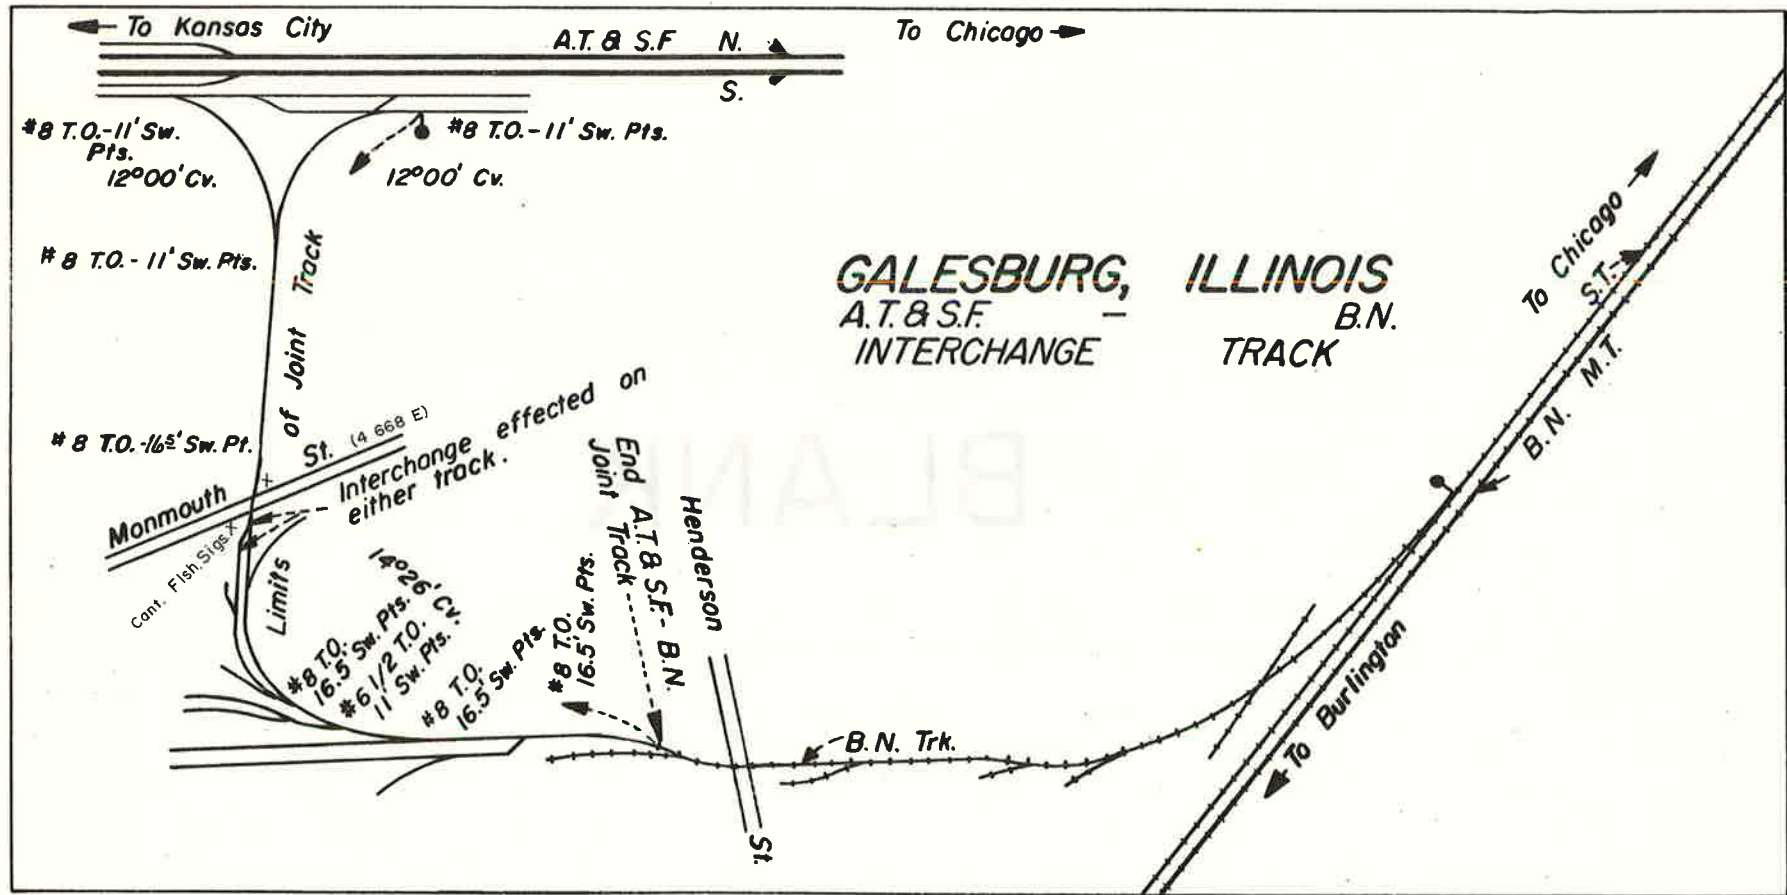 To Kansas City
A.T. & S.F N.
S.
To Chicago
#8 T.O.-11' Sw.
Pts.
12°00' Cv.
#8 T.O.-11' Sw. Pts.
12°00' Cv.
#8 T.O.-11' Sw. Pts.
#8 T.O.-16⁵' Sw. Pt.
Limits of Joint Track
GALESBURG, ILLINOIS
A.T. & S.F. — B.N.
INTERCHANGE TRACK
To Chicago
S.T.
B.N. M.T.
To Burlington
Monmouth St. (4 668 E)
Cant. Flsh. Sigs.
Interchange effected on
either track.
14°26' Cv.
#8 T.O.
16.5' Sw. Pts.
#6 1/2 T.O.
11' Sw. Pts.
#8 T.O.
16.5' Sw. Pts.
#8 T.O.
16.5' Sw. Pts.
End A.T. & S.F.- B.N.
Joint Track
Henderson St.
B.N. Trk.
BLANK